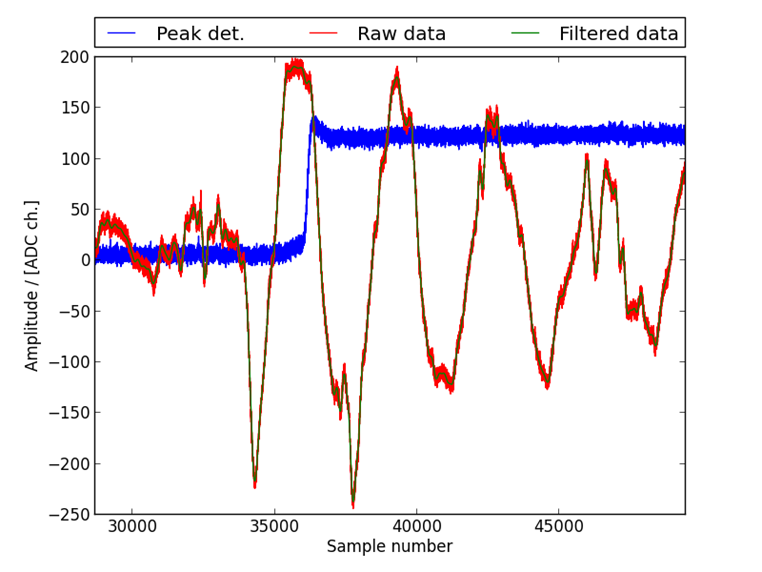 Peak det. Raw data Filtered data
200
150
100
50
0
−50
−100
−150
−200
−250
Amplitude / [ADC ch.]
30000 35000 40000 45000
Sample number